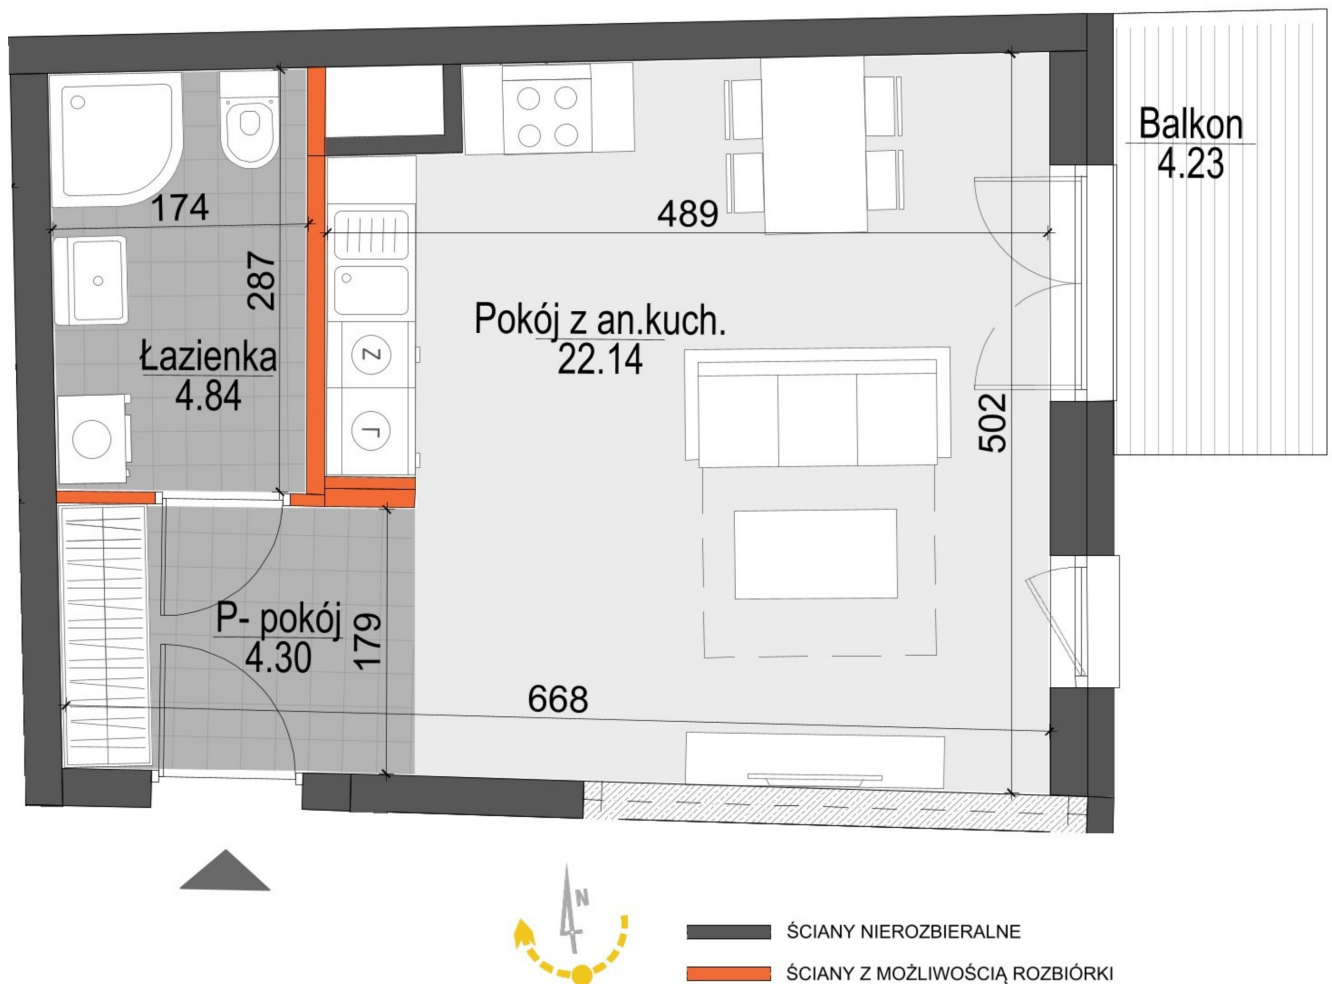 Balkon
4.23
174
489
287
Pokój z an.kuch.
22.14
Łazienka
4.84
Z
L
502
P- pokój
4.30
179
668
N
ŚCIANY NIEROZBIERALNE
ŚCIANY Z MOŻLIWOŚCIĄ ROZBIÓRKI